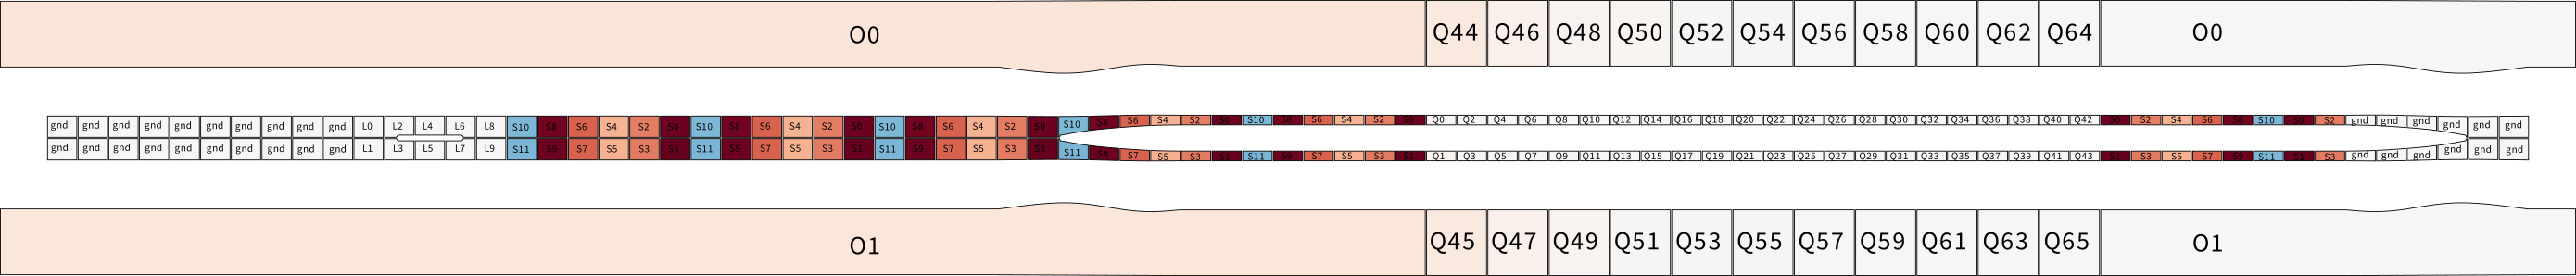 O0 Q44 Q46 Q48 Q50 Q52 Q54 Q56 Q58 Q60 Q62 Q64 O0
gnd gnd gnd gnd gnd gnd gnd gnd gnd gnd L0 L2 L4 L6 L8 S10 S8 S6 S4 S2 S0 S10 S8 S6 S4 S2 S0 S10 S8 S6 S4 S2 S0 S10 S8 S6 S4 S2 S0 S10 S8 S6 S4 S2 S0 Q0 Q2 Q4 Q6 Q8 Q10 Q12 Q14 Q16 Q18 Q20 Q22 Q24 Q26 Q28 Q30 Q32 Q34 Q36 Q38 Q40 Q42 S0 S2 S4 S6 S8 S10 S0 S2 gnd gnd gnd gnd gnd gnd
gnd gnd gnd gnd gnd gnd gnd gnd gnd gnd L1 L3 L5 L7 L9 S11 S9 S7 S5 S3 S1 S11 S9 S7 S5 S3 S1 S11 S9 S7 S5 S3 S1 S11 S9 S7 S5 S3 S1 S11 S9 S7 S5 S3 S1 Q1 Q3 Q5 Q7 Q9 Q11 Q13 Q15 Q17 Q19 Q21 Q23 Q25 Q27 Q29 Q31 Q33 Q35 Q37 Q39 Q41 Q43 S1 S3 S5 S7 S9 S11 S1 S3 gnd gnd gnd gnd gnd gnd
O1 Q45 Q47 Q49 Q51 Q53 Q55 Q57 Q59 Q61 Q63 Q65 O1